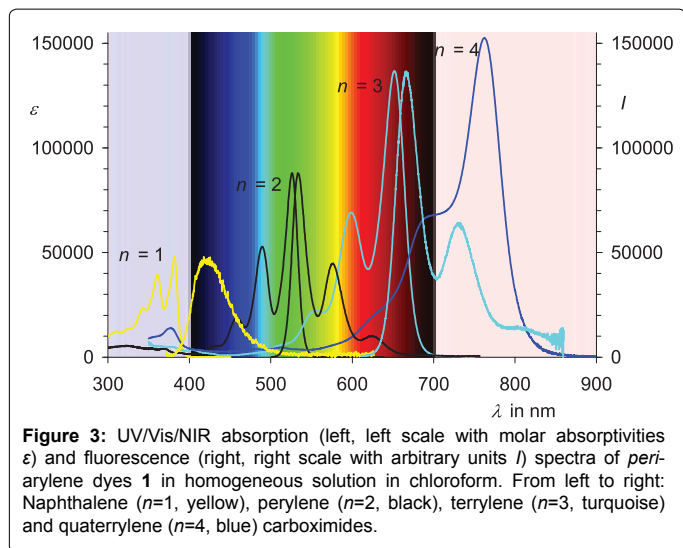 150000
150000
n = 4
n = 3
ε
I
100000
100000
n = 2
n = 1
50000
50000
0
0
300 400 500 600 700 800 900
λ in nm
Figure 3: UV/Vis/NIR absorption (left, left scale with molar absorptivities
ε) and fluorescence (right, right scale with arbitrary units I) spectra of peri-
arylene dyes 1 in homogeneous solution in chloroform. From left to right:
Naphthalene (n=1, yellow), perylene (n=2, black), terrylene (n=3, turquoise)
and quaterrylene (n=4, blue) carboximides.